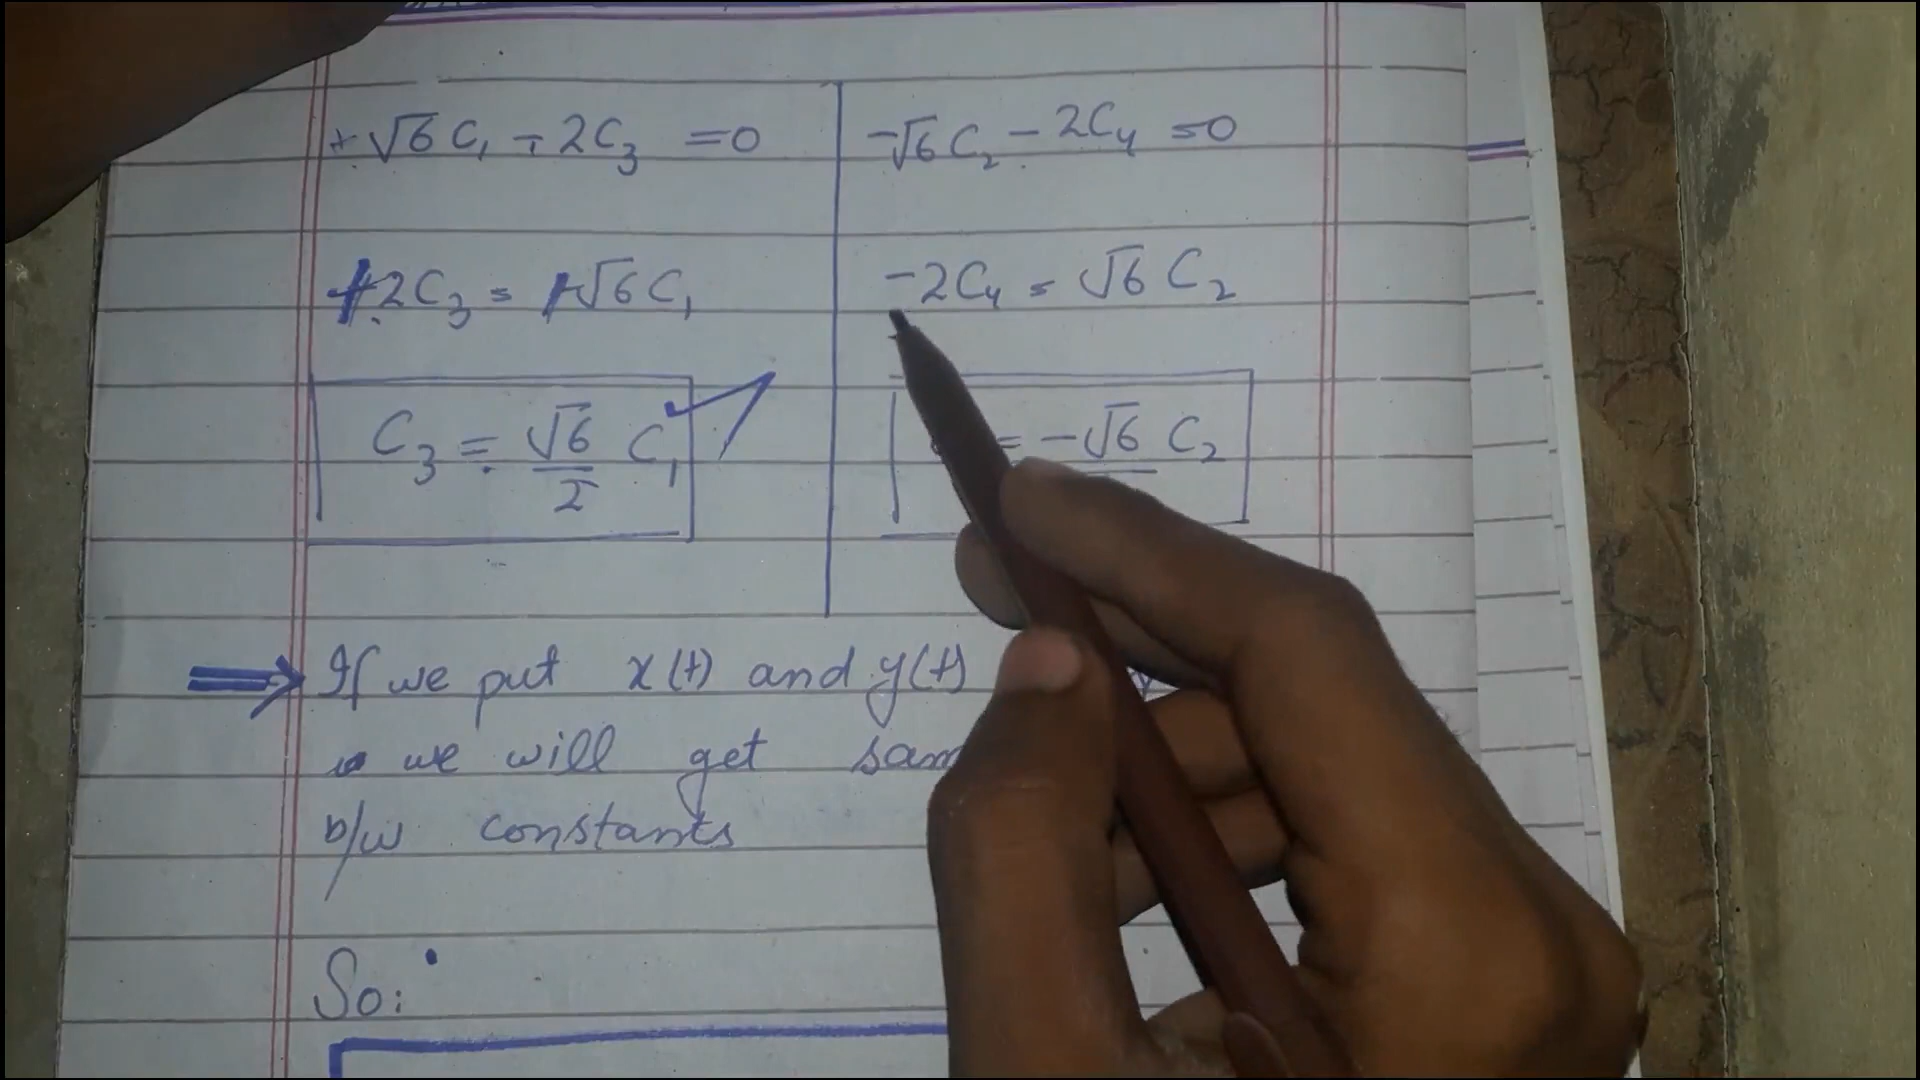 +√6 C₁ - 2C₃ = 0
2C₃ = √6 C₁
C₃ = √6/2 C₁
-√6 C₂ - 2C₄ = 0
-2C₄ = √6 C₂
= -√6 C₂
⇒ If we put x(t) and y(t)
we will get
b/w constants
So: